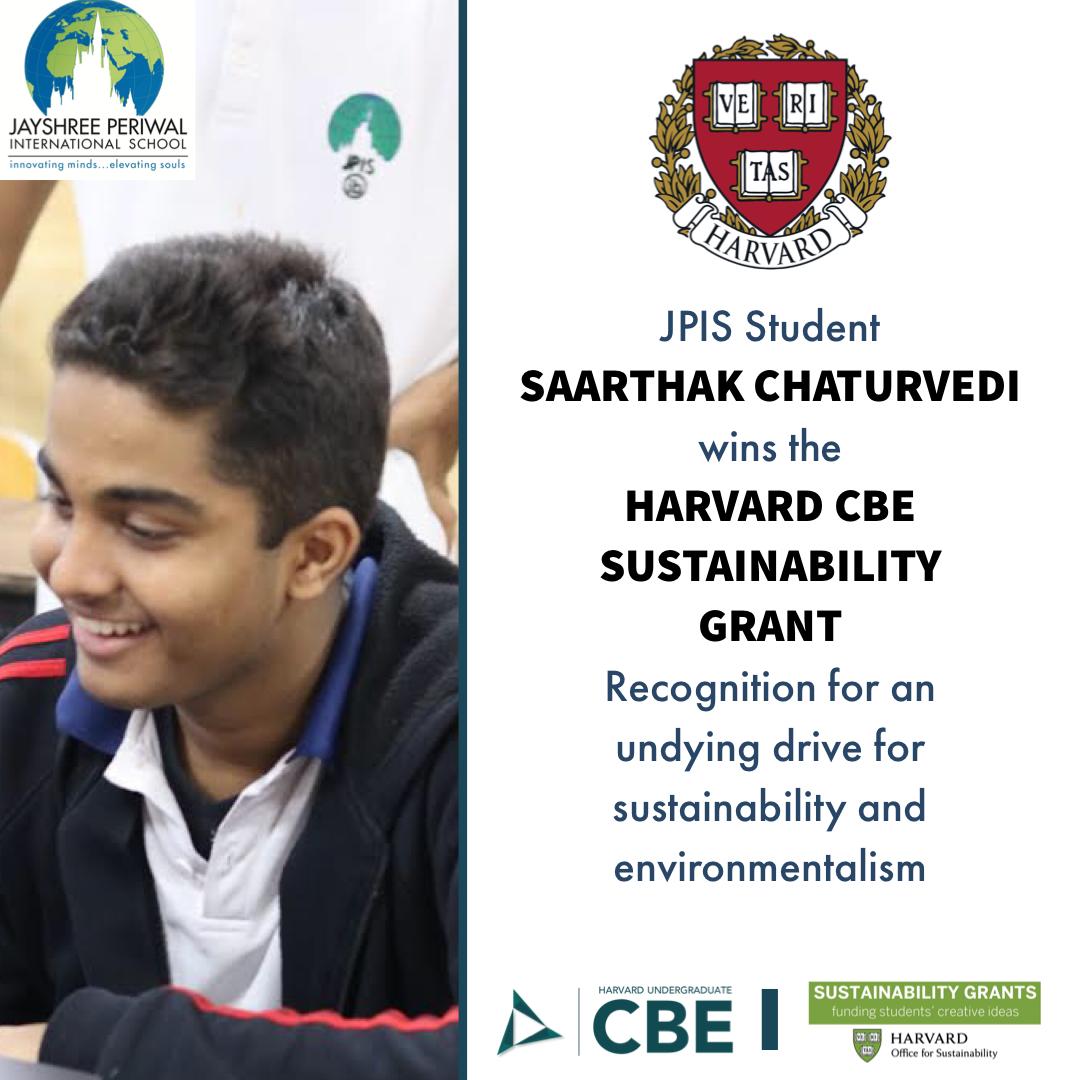 JAYSHREE PERIWAL
INTERNATIONAL SCHOOL
innovating minds...elevating souls
JPIS
VE RI
TAS
HARVARD
JPIS Student
SAARTHAK CHATURVEDI
wins the
HARVARD CBE
SUSTAINABILITY
GRANT
Recognition for an
undying drive for
sustainability and
environmentalism
HARVARD UNDERGRADUATE
CBE
SUSTAINABILITY GRANTS
funding students' creative ideas
HARVARD
Office for Sustainability